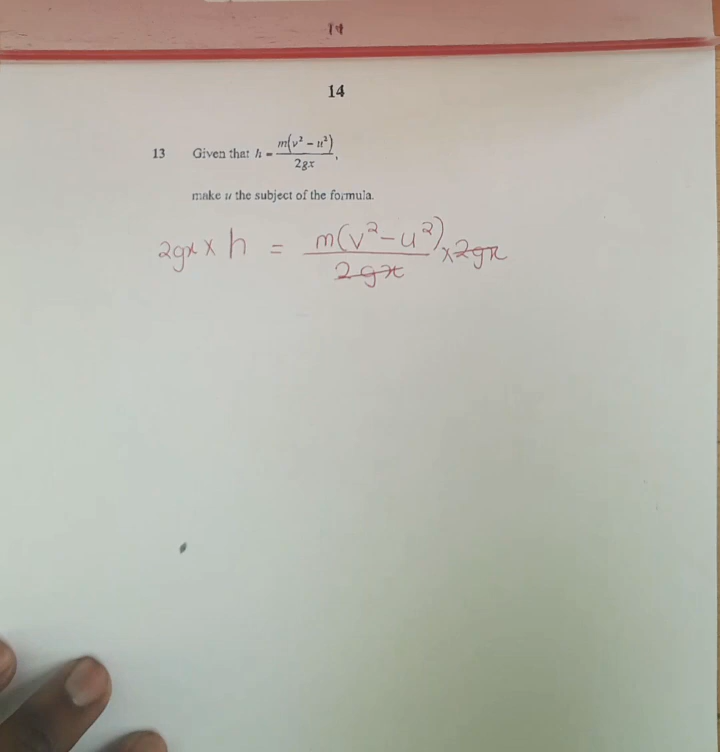 14
14
13 Given that h = m(v² – u²) / 2gx,
make u the subject of the formula.
2gx × h = m(v² – u²) / 2gx × 2gx